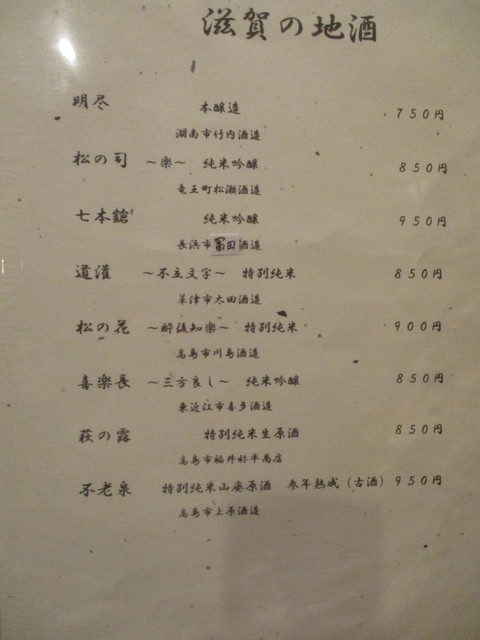 滋賀の地酒
明尽 本醸造 750円
湖南市竹内酒造
松の司 ～楽～ 純米吟醸 850円
竜王町松瀬酒造
七本鎗 純米吟醸 950円
長浜市冨田酒造
道灌 ～不立文字～ 特別純米 850円
草津市太田酒造
松の花 ～酔後知楽～ 特別純米 900円
高島市川島酒造
喜楽長 ～三方良し～ 純米吟醸 850円
東近江市喜多酒造
萩の露 特別純米生原酒 850円
高島市福井弥平商店
不老泉 特別純米山廃原酒 参年熟成（古酒） 950円
高島市上原酒造